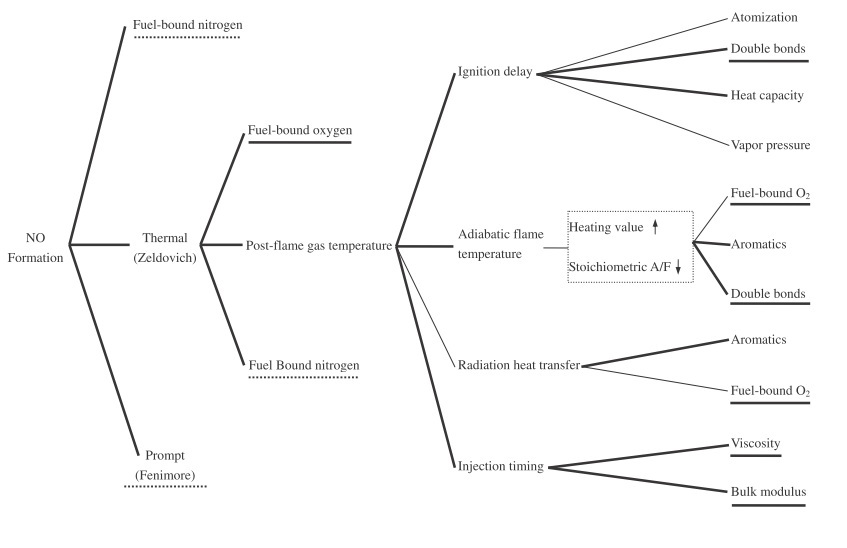 Fuel-bound nitrogen
Atomization
Double bonds
Ignition delay
Heat capacity
Fuel-bound oxygen
Vapor pressure
Fuel-bound O₂
NO
Formation
Thermal
(Zeldovich)
Post-flame gas temperature
Adiabatic flame
temperature
Heating value ↑
Stoichiometric A/F ↓
Aromatics
Double bonds
Aromatics
Fuel Bound nitrogen
Radiation heat transfer
Fuel-bound O₂
Prompt
(Fenimore)
Injection timing
Viscosity
Bulk modulus